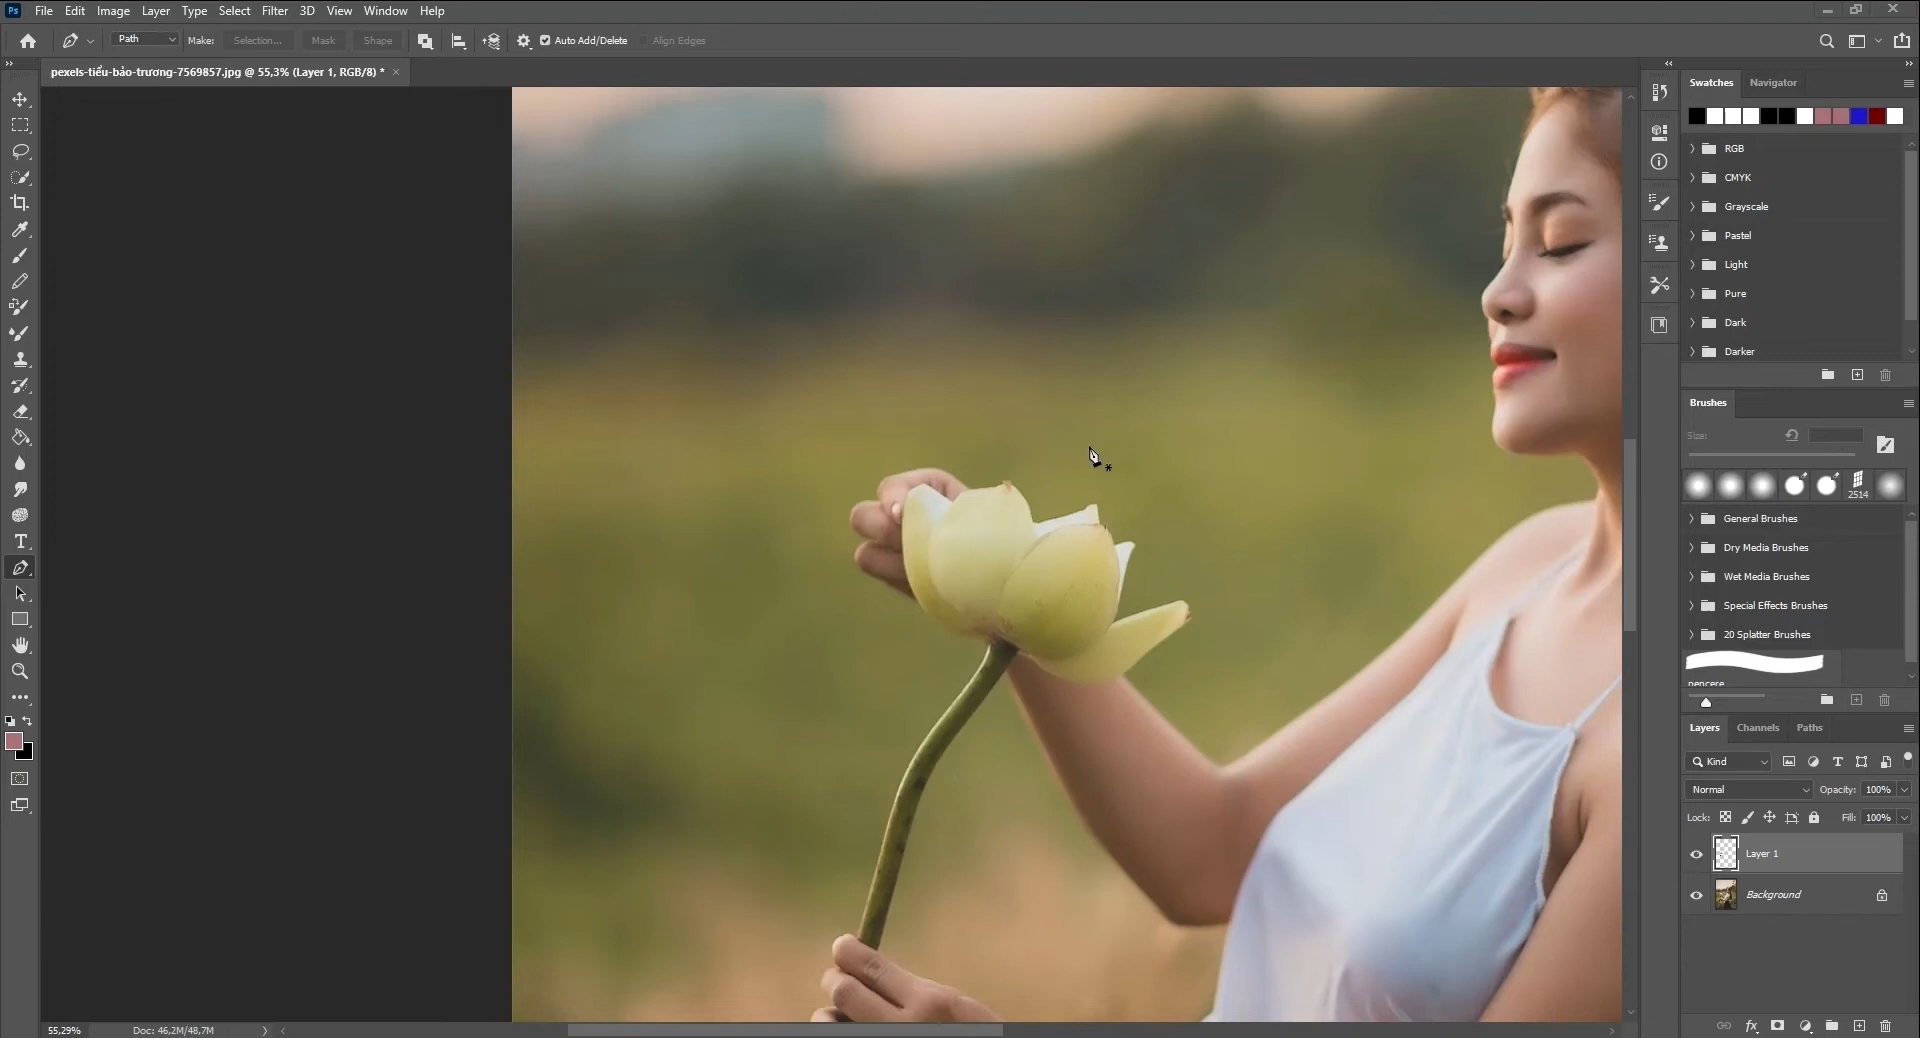 Ps File Edit Image Layer Type Select Filter 3D View Window Help
Path Make: Selection... Mask Shape Auto Add/Delete Align Edges
pexels-tiểu-bảo-trương-7569857.jpg @ 55,3% (Layer 1, RGB/8) *
Swatches Navigator
RGB
CMYK
Grayscale
Pastel
Light
Pure
Dark
Darker
Brushes
Size:
2514
General Brushes
Dry Media Brushes
Wet Media Brushes
Special Effects Brushes
20 Splatter Brushes
pencere
Layers Channels Paths
Kind
Normal Opacity: 100%
Lock: Fill: 100%
Layer 1
Background
55,29% Doc: 46,2M/48,7M